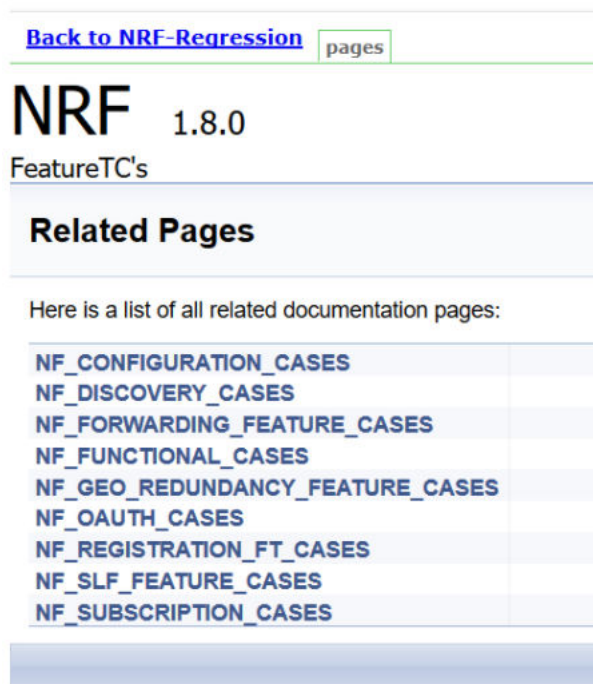 Back to NRF-Regression pages
NRF 1.8.0
FeatureTC's
Related Pages
Here is a list of all related documentation pages:
NF_CONFIGURATION_CASES
NF_DISCOVERY_CASES
NF_FORWARDING_FEATURE_CASES
NF_FUNCTIONAL_CASES
NF_GEO_REDUNDANCY_FEATURE_CASES
NF_OAUTH_CASES
NF_REGISTRATION_FT_CASES
NF_SLF_FEATURE_CASES
NF_SUBSCRIPTION_CASES